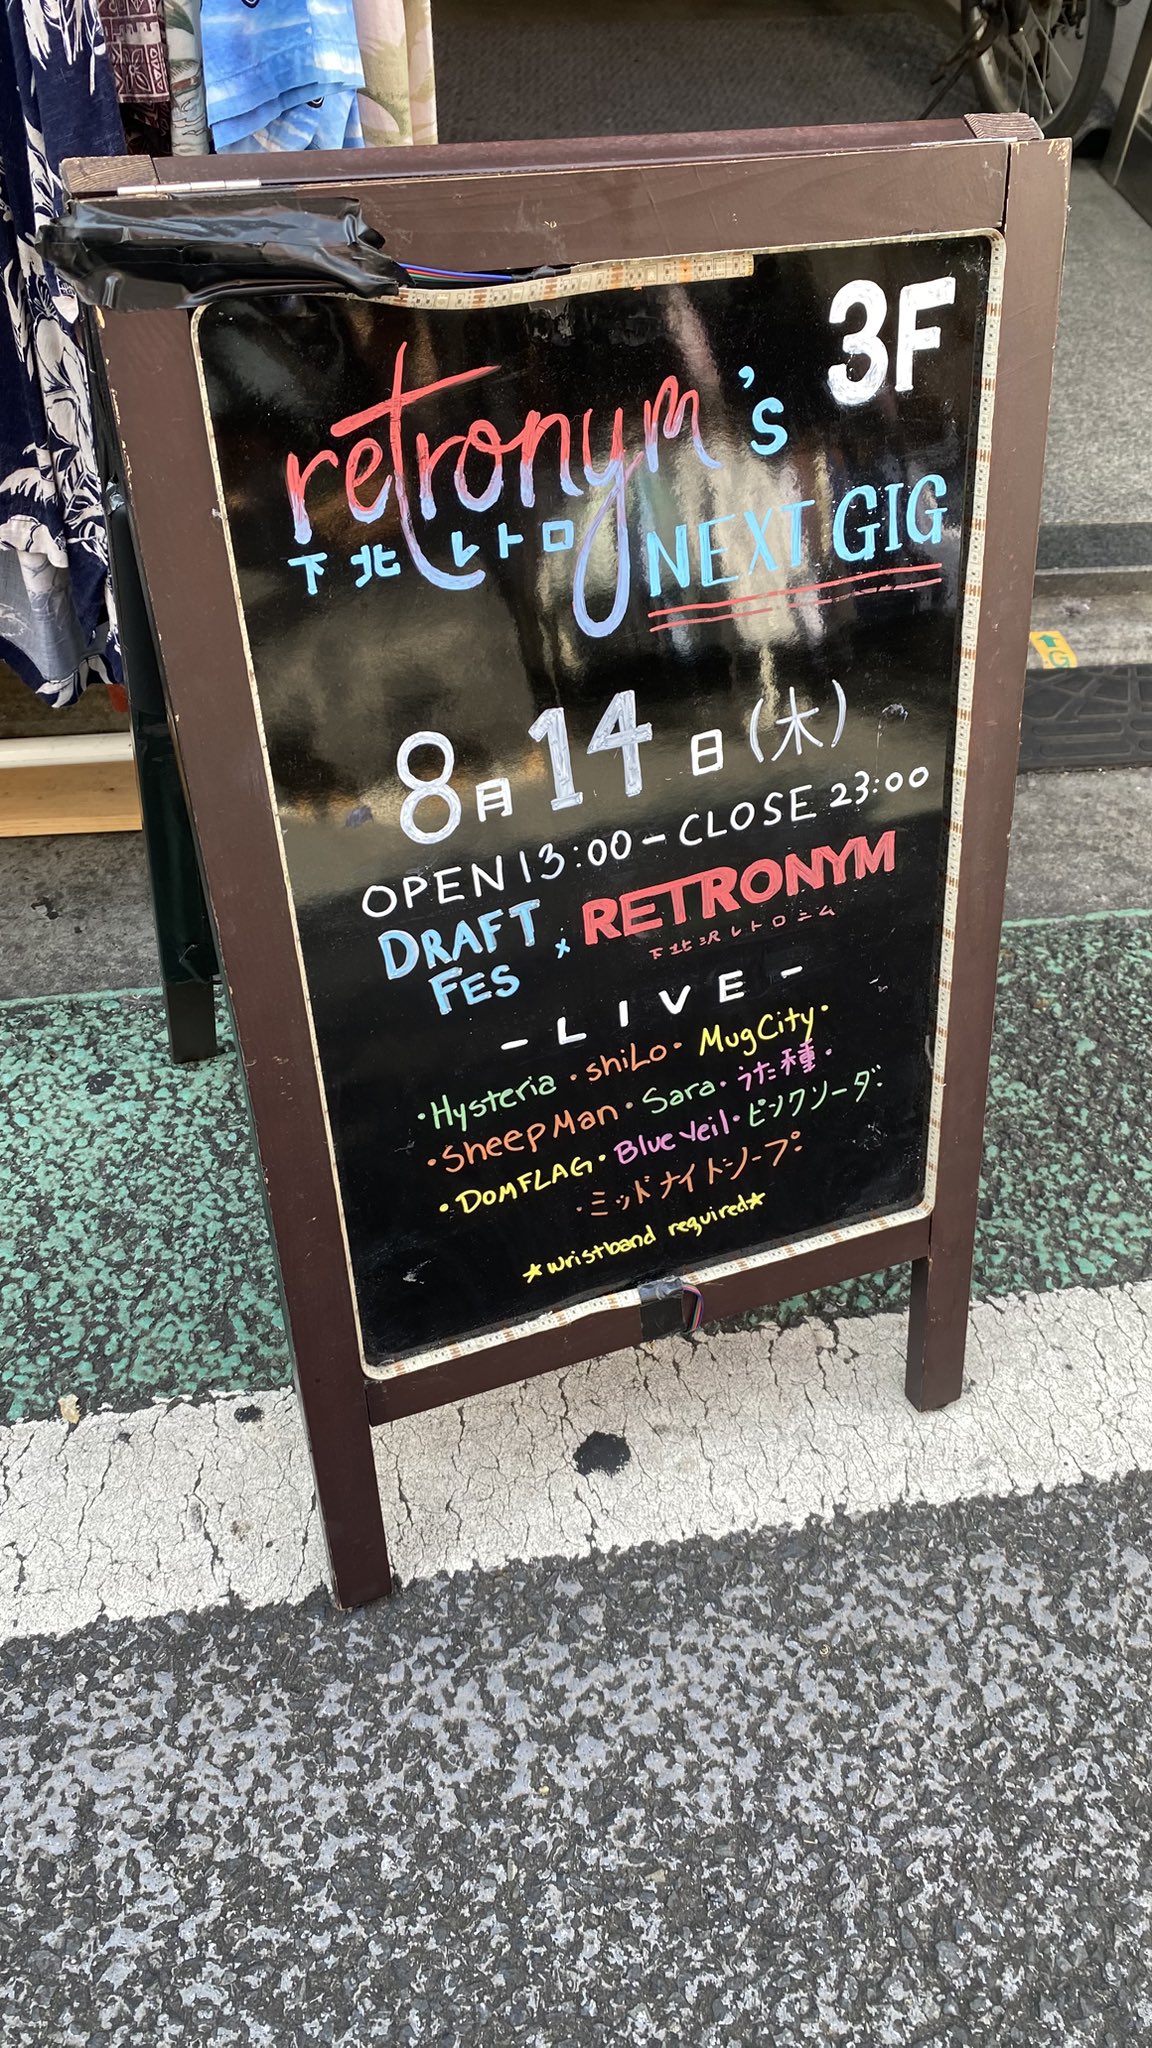 3F
retronym's
下北レトロ NEXT GIG
8月14日(木)
OPEN 13:00 - CLOSE 23:00
DRAFT FES × RETRONYM
下北沢レトロニム
- LIVE -
・Hysteria ・shiLo・ MugCity・
・SheepMan・Sara・うた種・
・DOMFLAG・Blue Veil・ピンクソーダ・
・ミッドナイトシープ・
★wristband required★
G